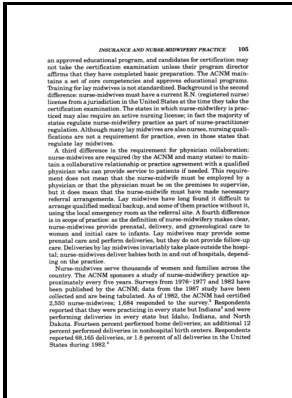 INSURANCE AND NURSE-MIDWIFERY PRACTICE 105
an approved educational program, and candidates for certification may
not take the certification examination unless their program director
affirms that they have completed basic preparation. The ACNM main-
tains a set of core competencies and approves educational programs.
Training for lay midwives is not standardized. Background is the second
difference: nurse-midwives must have a current R.N. (registered nurse)
license from a jurisdiction in the United States at the time they take the
certification examination. The states in which nurse-midwifery is prac-
ticed may also require an active nursing license; in fact the majority of
states regulate nurse-midwifery practice as part of nurse-practitioner
regulation. Although many lay midwives are also nurses, nursing quali-
fications are not a requirement for practice, even in those states that
regulate lay midwives.
A third difference is the requirement for physician collaboration:
nurse-midwives are required (by the ACNM and many states) to main-
tain a collaborative relationship or practice agreement with a qualified
physician who can provide service to patients if needed. This require-
ment does not mean that the nurse-midwife must be employed by a
physician or that the physician must be on the premises to supervise,
but it does mean that the nurse-midwife must have made necessary
referral arrangements. Lay midwives have long found it difficult to
arrange qualified medical backup, and some of them practice without it,
using the local emergency room as the referral site. A fourth difference
is in scope of practice: as the definition of nurse-midwifery makes clear,
nurse-midwives provide prenatal, delivery, and gynecological care to
women and initial care to infants. Lay midwives may provide some
prenatal care and perform deliveries, but they do not provide follow-up
care. Deliveries by lay midwives invariably take place outside the hospi-
tal; nurse-midwives deliver babies both in and out of hospitals, depend-
ing on the practice.
Nurse-midwives serve thousands of women and families across the
country. The ACNM sponsors a study of nurse-midwifery practice ap-
proximately every five years. Surveys from 1976–1977 and 1982 have
been published by the ACNM; data from the 1987 study have been
collected and are being tabulated. As of 1982, the ACNM had certified
2,550 nurse-midwives; 1,684 responded to the survey. Respondents
reported that they were practicing in every state but Indiana and were
performing deliveries in every state but Idaho, Indiana, and North
Dakota. Fourteen percent performed home deliveries; an additional 12
percent performed deliveries in nonhospital birth centers. Respondents
reported 68,165 deliveries, or 1.8 percent of all deliveries in the United
States during 1982.